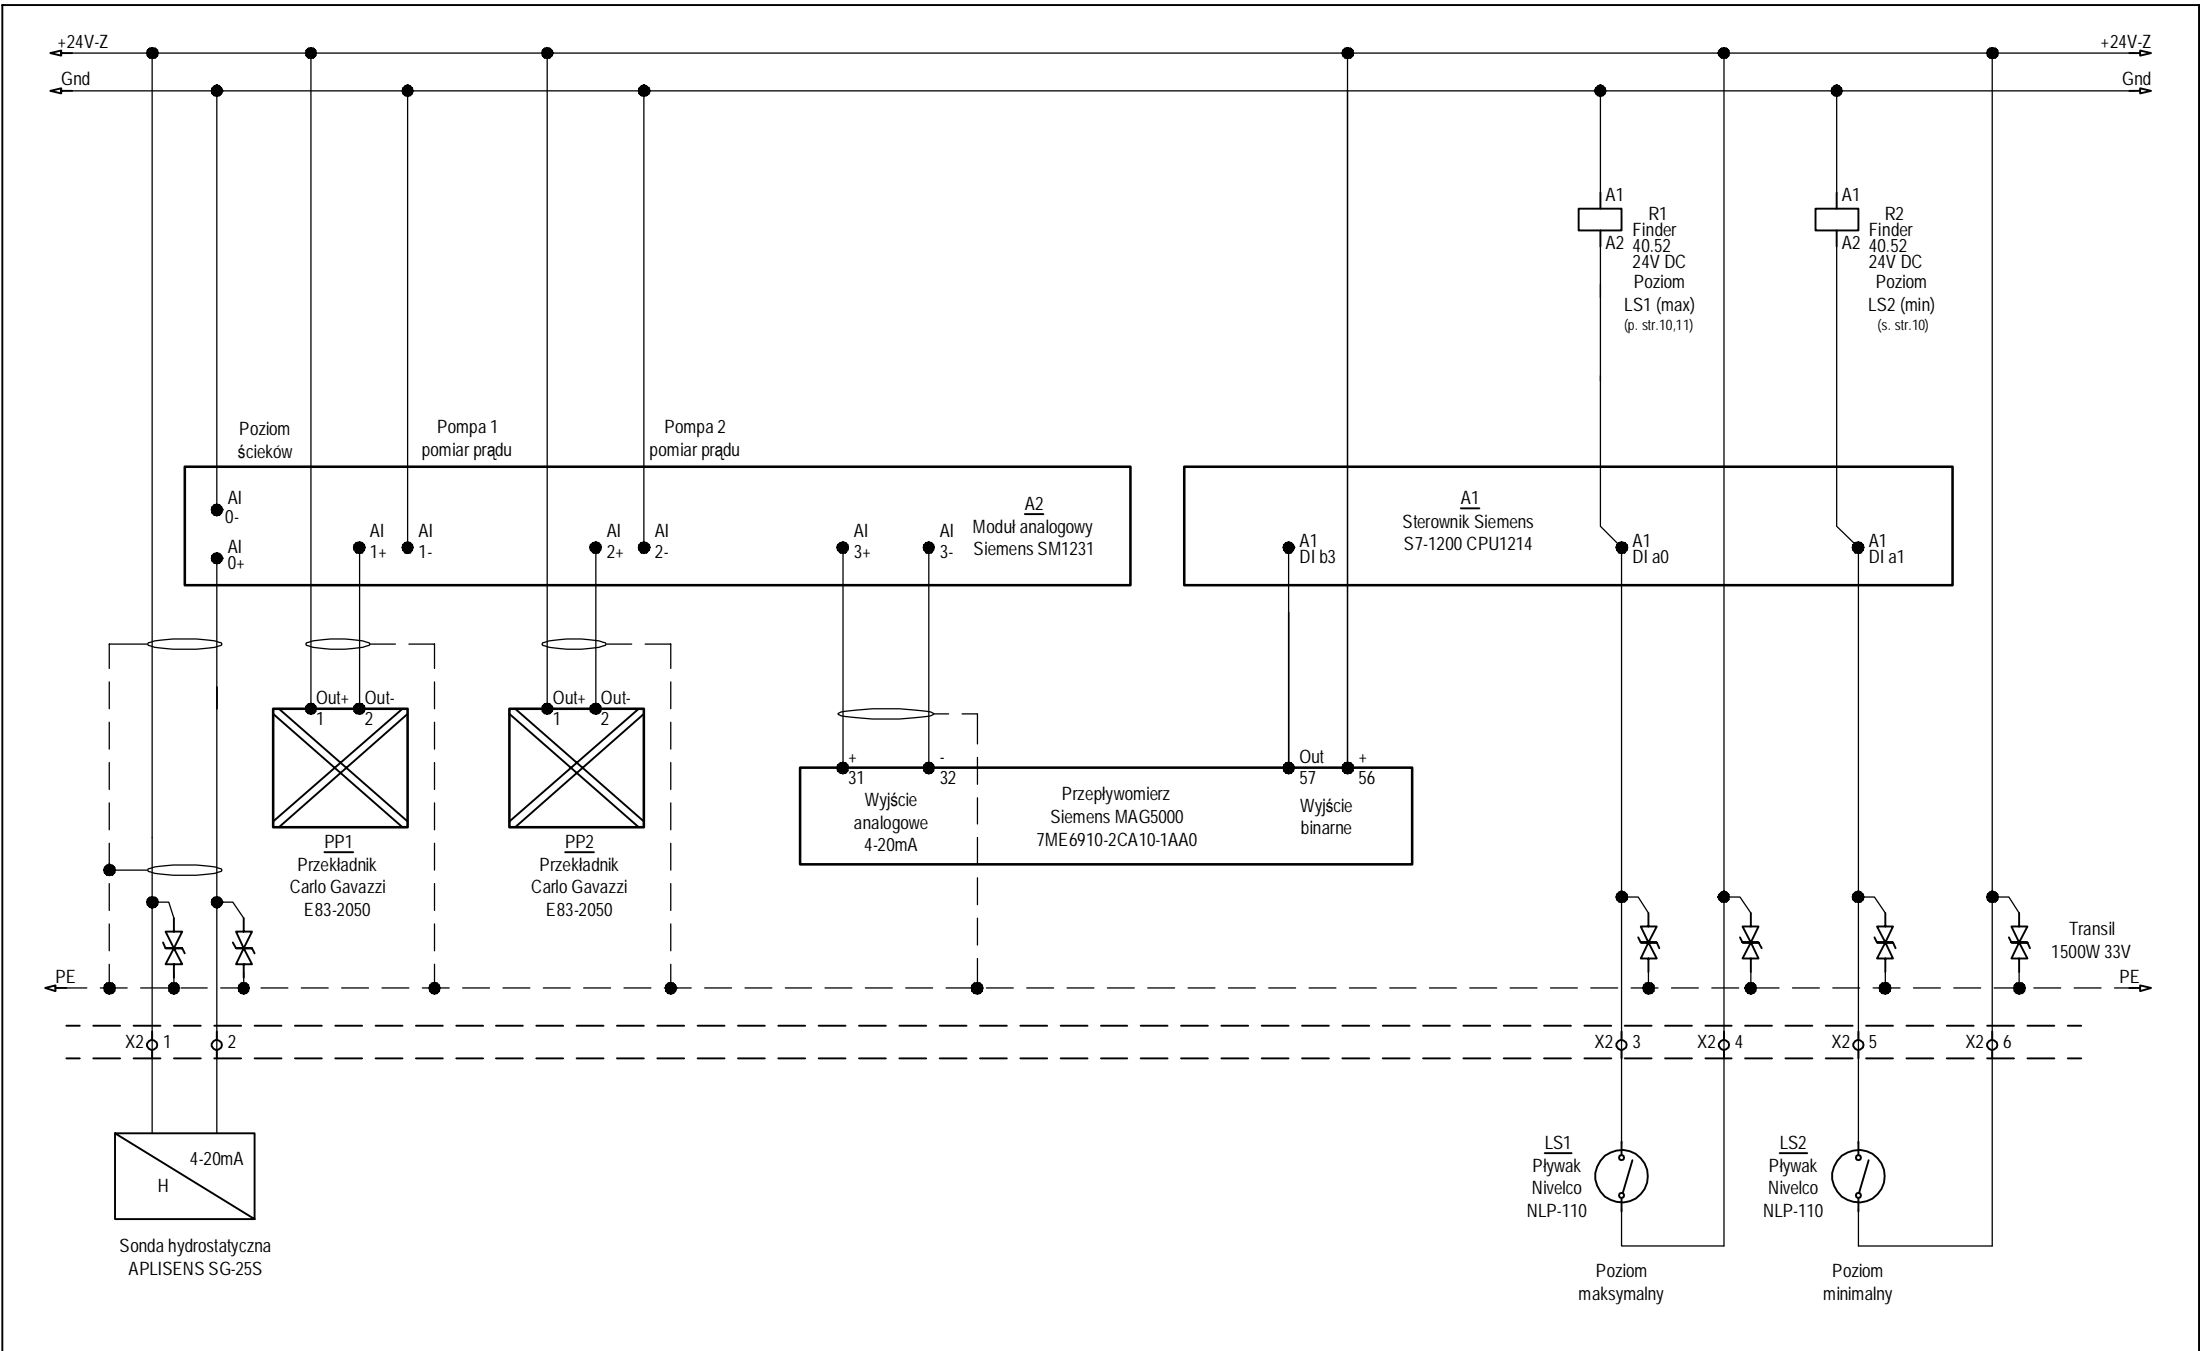 +24V-Z
+24V-Z
Gnd
Gnd
A1
R1
Finder
A2
40.52
24V DC
Poziom
LS1 (max)
(p. str.10,11)
A1
R2
Finder
A2
40.52
24V DC
Poziom
LS2 (min)
(s. str.10)
Poziom
ścieków
Pompa 1
pomiar prądu
Pompa 2
pomiar prądu
AI
0-
AI
0+
AI
1+
AI
1-
AI
2+
AI
2-
AI
3+
AI
3-
A2
Moduł analogowy
Siemens SM1231
A1
DI b3
A1
Sterownik Siemens
S7-1200 CPU1214
A1
DI a0
A1
DI a1
Out+
1
Out-
2
PP1
Przekładnik
Carlo Gavazzi
E83-2050
Out+
1
Out-
2
PP2
Przekładnik
Carlo Gavazzi
E83-2050
+
31
-
32
Wyjście
analogowe
4-20mA
Przepływomierz
Siemens MAG5000
7ME6910-2CA10-1AA0
Out
57
+
56
Wyjście
binarne
Transil
1500W 33V
PE
PE
X2 1
2
X2 3
X2 4
X2 5
X2 6
4-20mA
H
Sonda hydrostatyczna
APLISENS SG-25S
LS1
Pływak
Nivelco
NLP-110
Poziom
maksymalny
LS2
Pływak
Nivelco
NLP-110
Poziom
minimalny